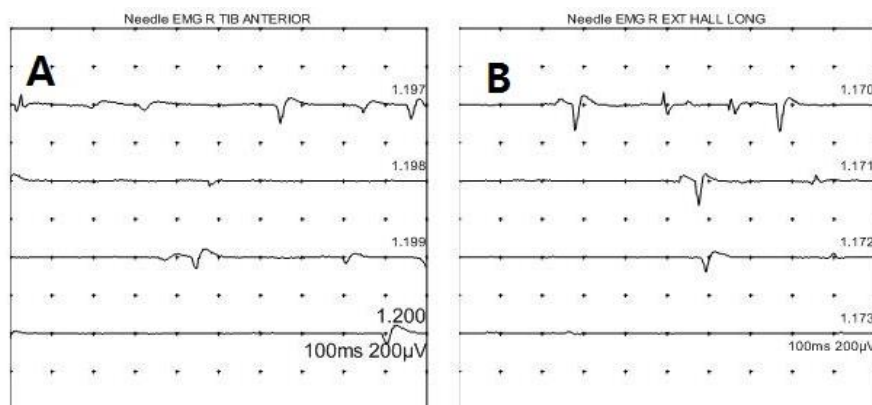 Needle EMG R TIB ANTERIOR
A
1.197
1.198
1.199
1.200
100ms 200µV
Needle EMG R EXT HALL LONG
B
1.170
1.171
1.172
1.173
100ms 200µV